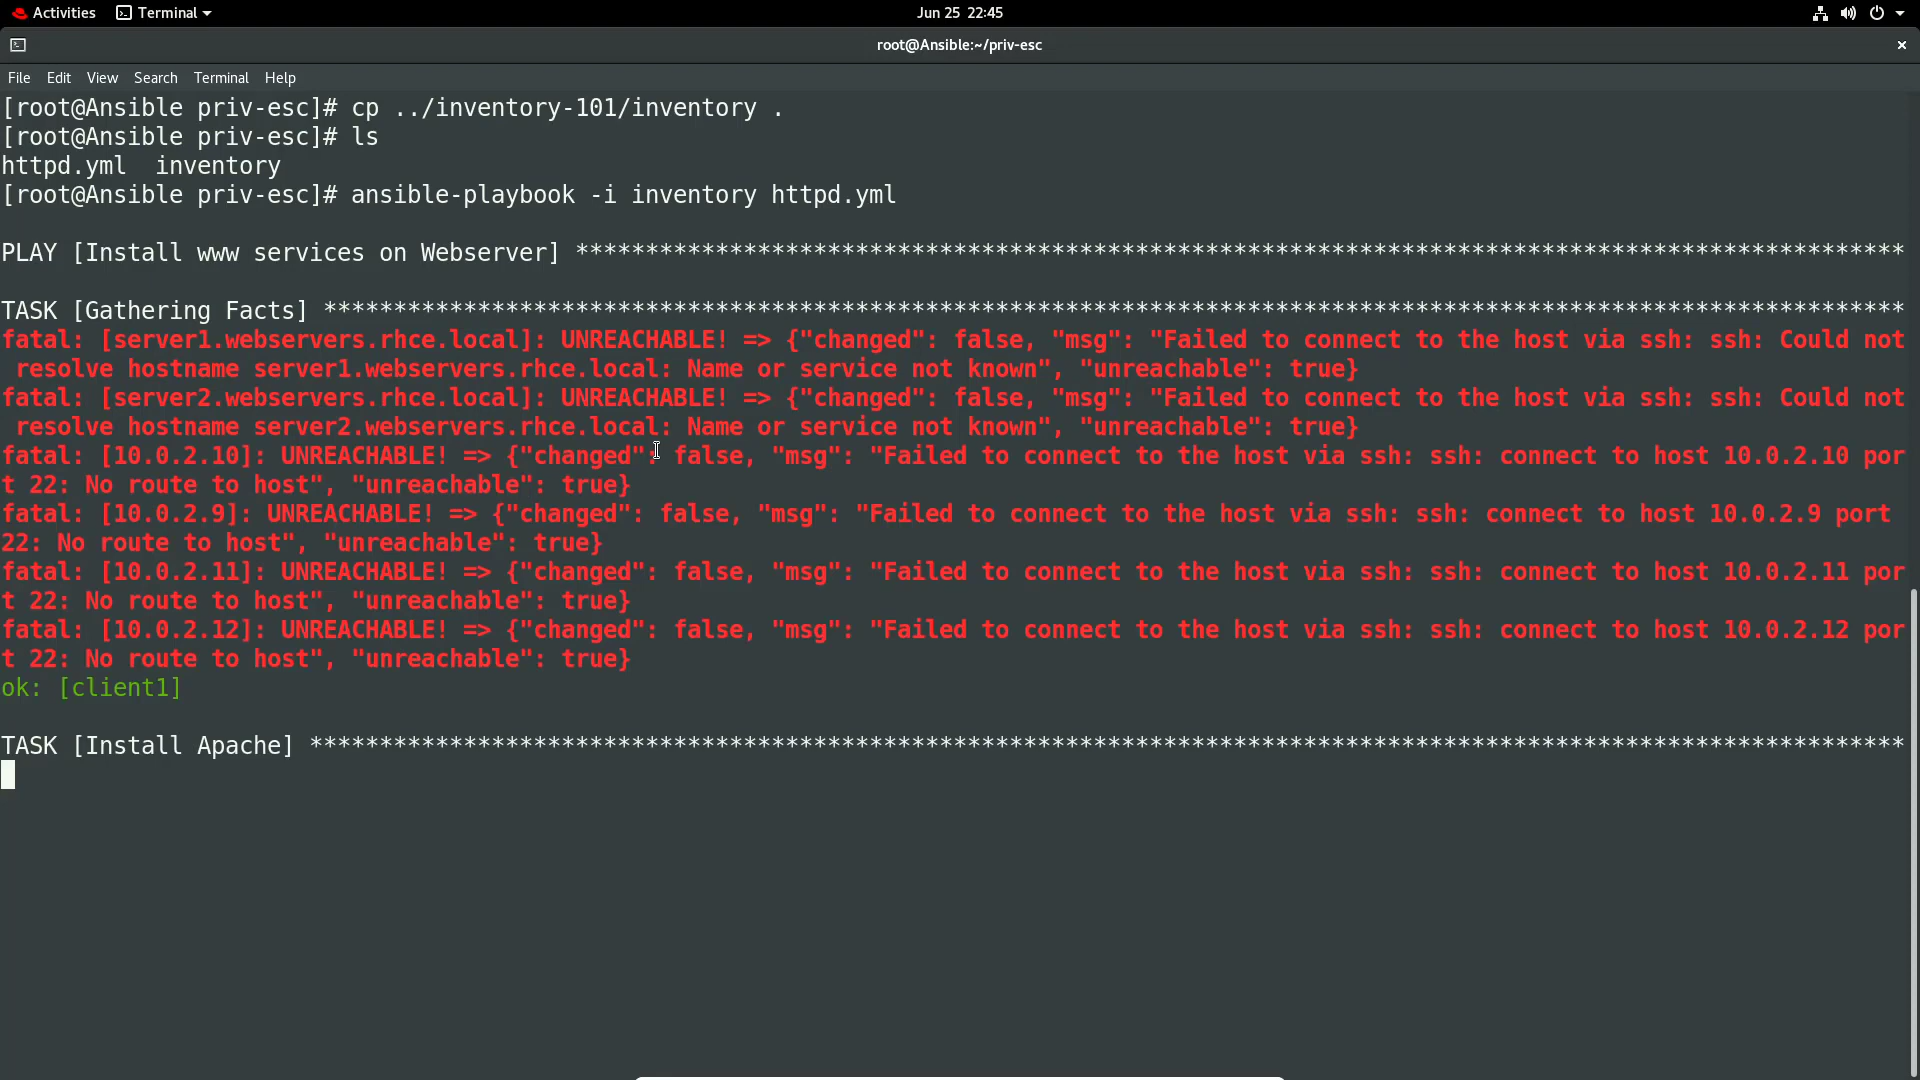 Activities Terminal Jun 25 22:45
root@Ansible:~/priv-esc
File Edit View Search Terminal Help
[root@Ansible priv-esc]# cp ../inventory-101/inventory .
[root@Ansible priv-esc]# ls
httpd.yml  inventory
[root@Ansible priv-esc]# ansible-playbook -i inventory httpd.yml
PLAY [Install www services on Webserver] ***********************************************************************************************
TASK [Gathering Facts] *****************************************************************************************************************
fatal: [server1.webservers.rhce.local]: UNREACHABLE! => {"changed": false, "msg": "Failed to connect to the host via ssh: ssh: Could not
 resolve hostname server1.webservers.rhce.local: Name or service not known", "unreachable": true}
fatal: [server2.webservers.rhce.local]: UNREACHABLE! => {"changed": false, "msg": "Failed to connect to the host via ssh: ssh: Could not
 resolve hostname server2.webservers.rhce.local: Name or service not known", "unreachable": true}
fatal: [10.0.2.10]: UNREACHABLE! => {"changed": false, "msg": "Failed to connect to the host via ssh: ssh: connect to host 10.0.2.10 por
t 22: No route to host", "unreachable": true}
fatal: [10.0.2.9]: UNREACHABLE! => {"changed": false, "msg": "Failed to connect to the host via ssh: ssh: connect to host 10.0.2.9 port
22: No route to host", "unreachable": true}
fatal: [10.0.2.11]: UNREACHABLE! => {"changed": false, "msg": "Failed to connect to the host via ssh: ssh: connect to host 10.0.2.11 por
t 22: No route to host", "unreachable": true}
fatal: [10.0.2.12]: UNREACHABLE! => {"changed": false, "msg": "Failed to connect to the host via ssh: ssh: connect to host 10.0.2.12 por
t 22: No route to host", "unreachable": true}
ok: [client1]
TASK [Install Apache] ******************************************************************************************************************